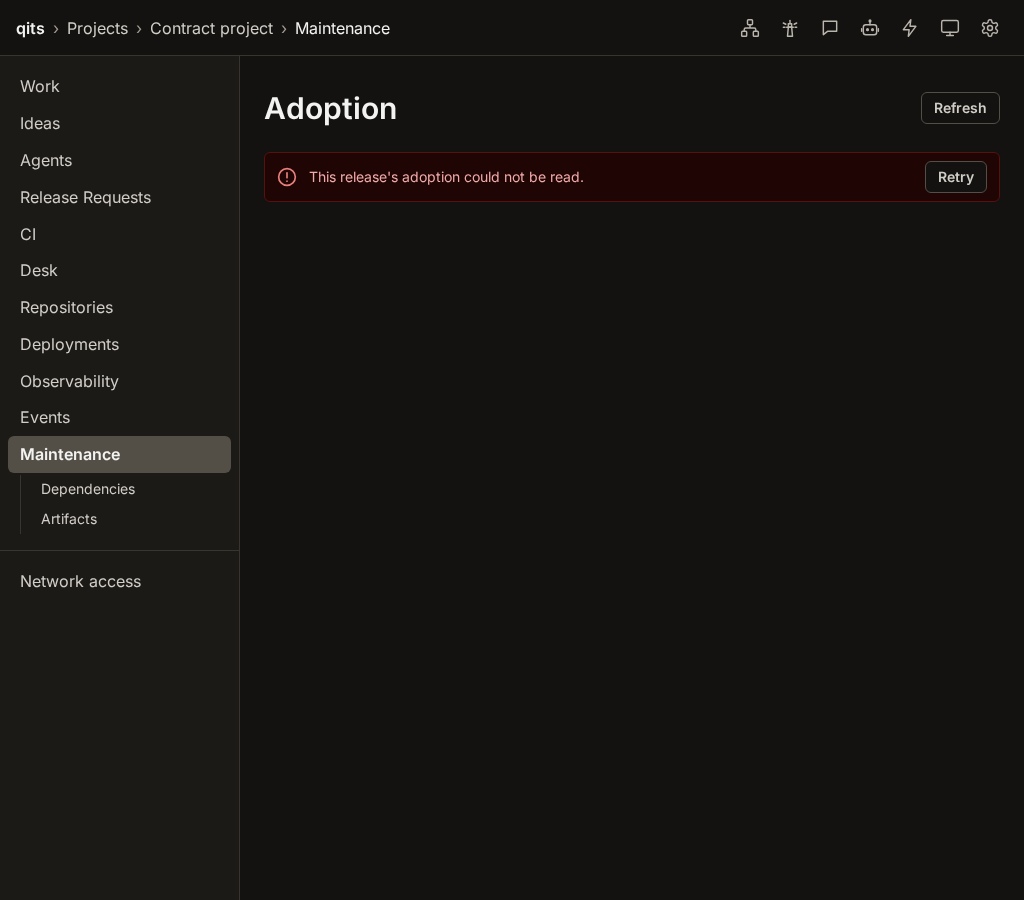 qits › Projects › Contract project › Maintenance
Work
Ideas
Agents
Release Requests
CI
Desk
Repositories
Deployments
Observability
Events
Maintenance
Dependencies
Artifacts
Network access
Adoption
Refresh
This release's adoption could not be read.
Retry